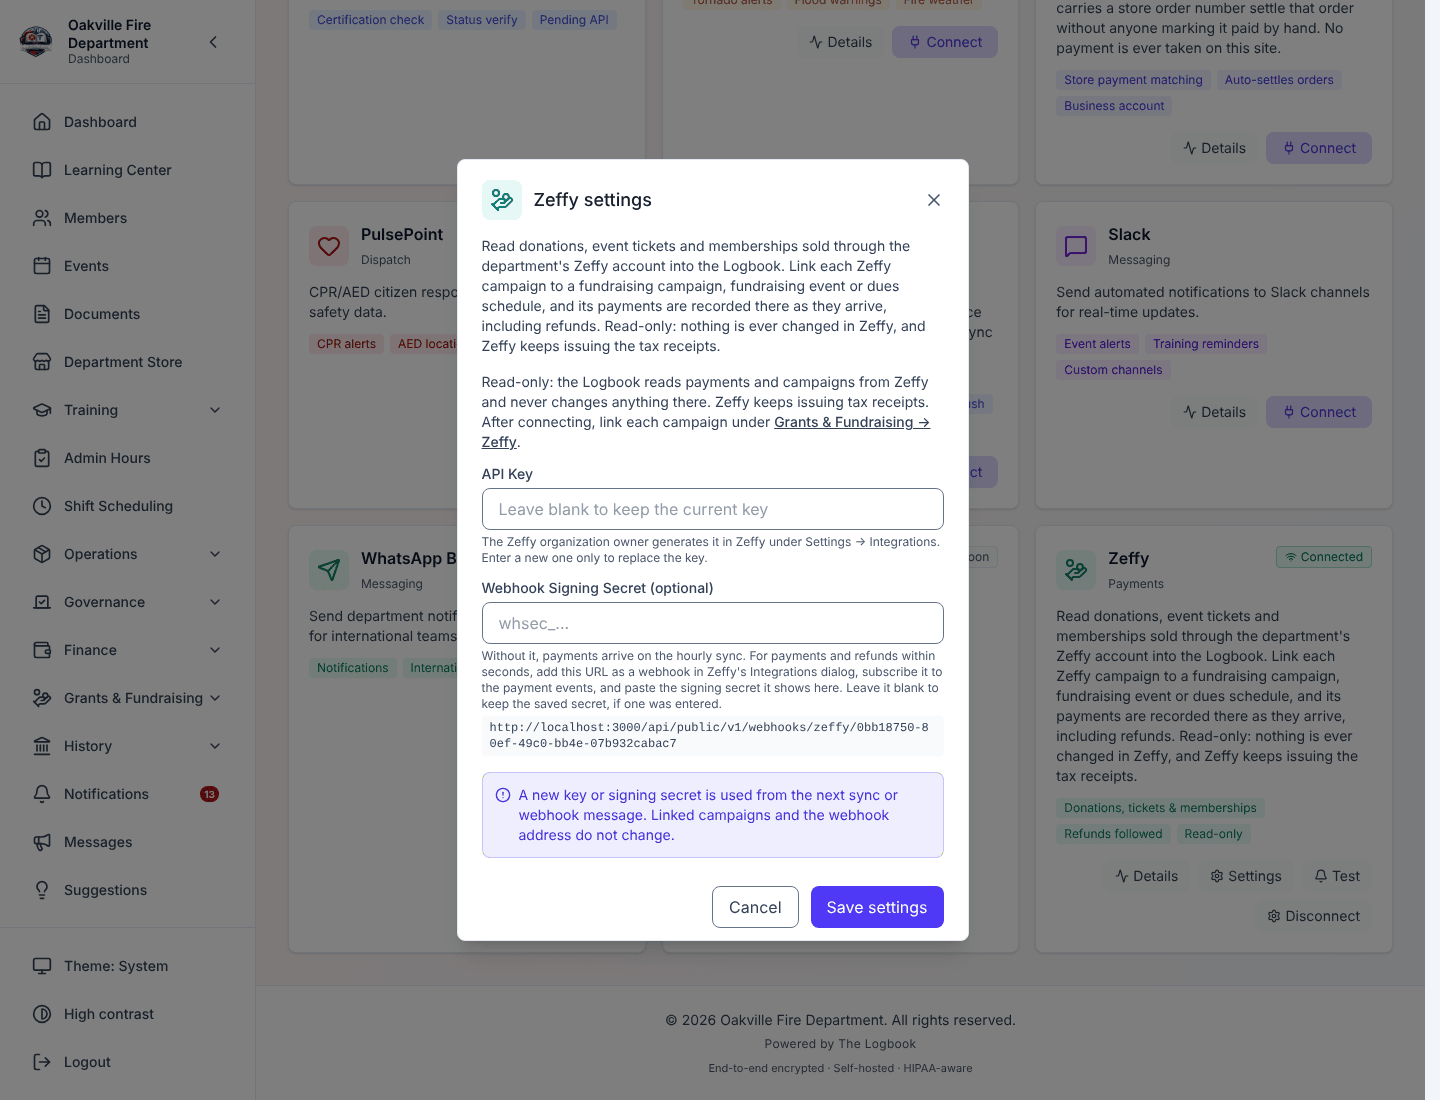 Oakville Fire
Department
Dashboard
Dashboard
Learning Center
Members
Events
Documents
Department Store
Training
Admin Hours
Shift Scheduling
Operations
Governance
Finance
Grants & Fundraising
History
Notifications
13
Messages
Suggestions
Theme: System
High contrast
Logout
Certification check
Status verify
Pending API
Details
Connect
carries a store order number settle that order
without anyone marking it paid by hand. No
payment is ever taken on this site.
Store payment matching
Auto-settles orders
Business account
Details
Connect
PulsePoint
Dispatch
CPR/AED citizen respo
safety data.
CPR alerts
AED locati
Slack
Messaging
Send automated notifications to Slack channels
for real-time updates.
Event alerts
Training reminders
Custom channels
Details
Connect
WhatsApp B
Messaging
Send department notif
for international teams
Notifications
Internati
Zeffy
Connected
Payments
Read donations, event tickets and
memberships sold through the department's
Zeffy account into the Logbook. Link each
Zeffy campaign to a fundraising campaign,
fundraising event or dues schedule, and its
payments are recorded there as they arrive,
including refunds. Read-only: nothing is ever
changed in Zeffy, and Zeffy keeps issuing the
tax receipts.
Donations, tickets & memberships
Refunds followed
Read-only
Details
Settings
Test
Disconnect
Zeffy settings
Read donations, event tickets and memberships sold through the
department's Zeffy account into the Logbook. Link each Zeffy
campaign to a fundraising campaign, fundraising event or dues
schedule, and its payments are recorded there as they arrive,
including refunds. Read-only: nothing is ever changed in Zeffy, and
Zeffy keeps issuing the tax receipts.
Read-only: the Logbook reads payments and campaigns from Zeffy
and never changes anything there. Zeffy keeps issuing tax receipts.
After connecting, link each campaign under Grants & Fundraising →
Zeffy.
API Key
Leave blank to keep the current key
The Zeffy organization owner generates it in Zeffy under Settings → Integrations.
Enter a new one only to replace the key.
Webhook Signing Secret (optional)
whsec_...
Without it, payments arrive on the hourly sync. For payments and refunds within
seconds, add this URL as a webhook in Zeffy's Integrations dialog, subscribe it to
the payment events, and paste the signing secret it shows here. Leave it blank to
keep the saved secret, if one was entered.
http://localhost:3000/api/public/v1/webhooks/zeffy/0bb18750-8
0ef-49c0-bb4e-07b932cabac7
A new key or signing secret is used from the next sync or
webhook message. Linked campaigns and the webhook
address do not change.
Cancel
Save settings
© 2026 Oakville Fire Department. All rights reserved.
Powered by The Logbook
End-to-end encrypted · Self-hosted · HIPAA-aware